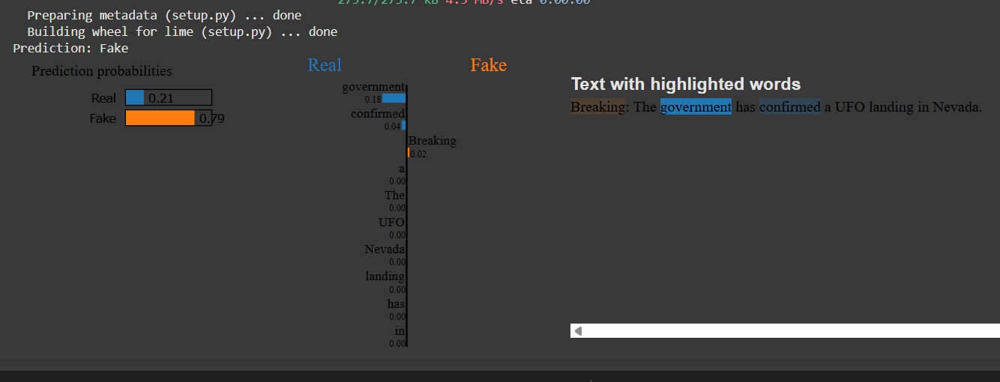 275.7/275.7 kB 4.5 MB/s eta 0:00:00
Preparing metadata (setup.py) ... done
Building wheel for lime (setup.py) ... done
Prediction: Fake
Prediction probabilities
Real 0.21
Fake 0.79
Real Fake
government
0.18
confirmed
0.04
Breaking
0.02
a
0.00
The
0.00
UFO
0.00
Nevada
0.00
landing
0.00
has
0.00
in
0.00
Text with highlighted words
Breaking: The government has confirmed a UFO landing in Nevada.